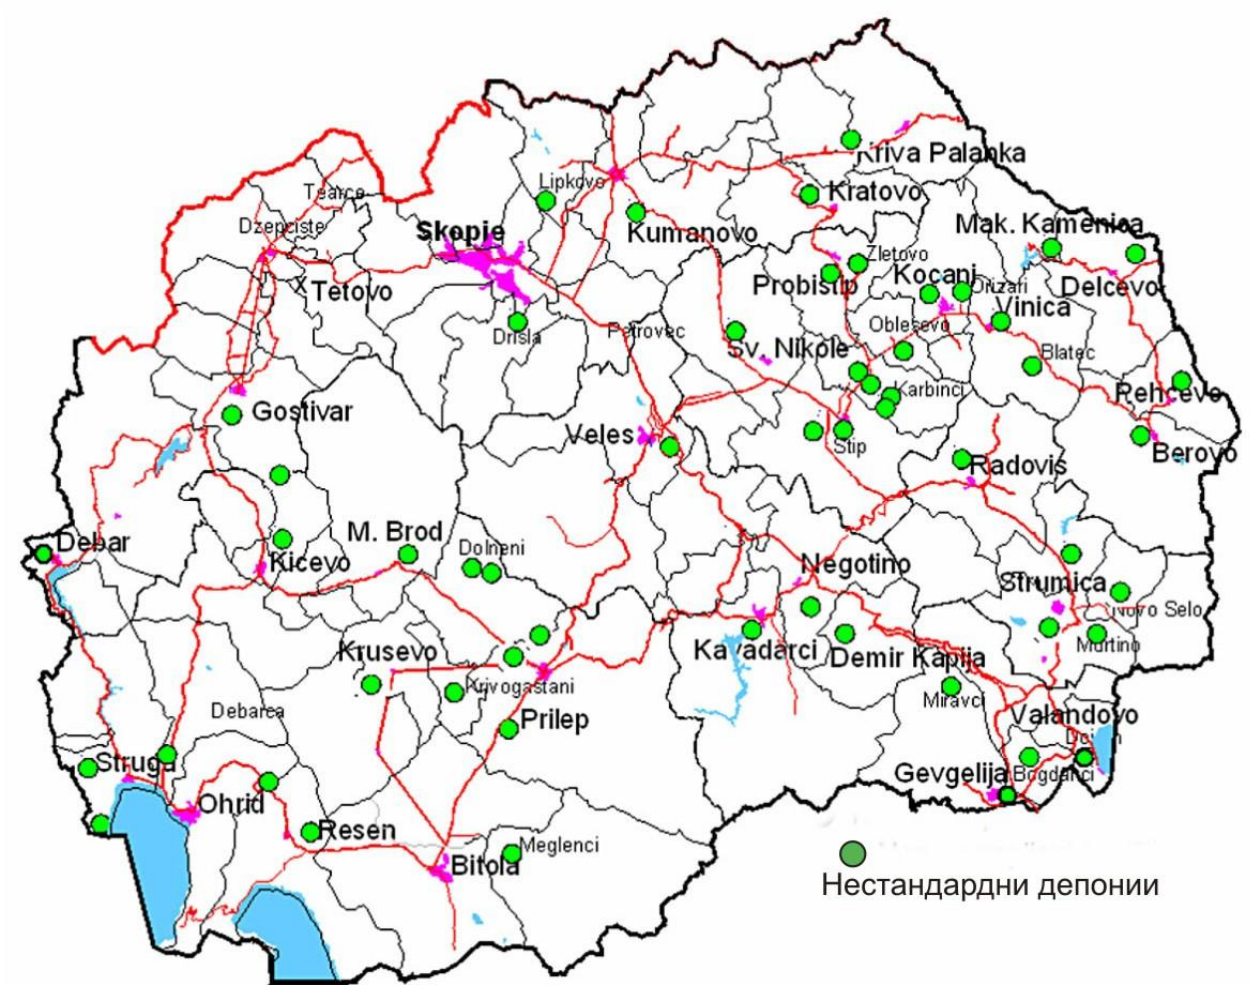 Kriva Palanka
Lipkovo
Tearce
Kratovo
Dzepciste
Skopje
Kumanovo
Mak. Kamenica
Zletovo
Kocani
Probistip
X Tetovo
Orizari
Delcevo
Vinica
Oblesevo
Petrovec
Drisla
Sv. Nikole
Blatec
Karbinci
Pehcevo
Gostivar
Veles
Stip
Berovo
Radovis
M. Brod
Debar
Dolneni
Kicevo
Negotino
Strumica
Novo Selo
Murtino
Krusevo
Kavadarci
Demir Kapija
Krivogastani
Miravci
Debarca
Prilep
Valandovo
Struga
Gevgelija
Bogdanci
Ohrid
Resen
Meglenci
Bitola
Нестандардни депонии